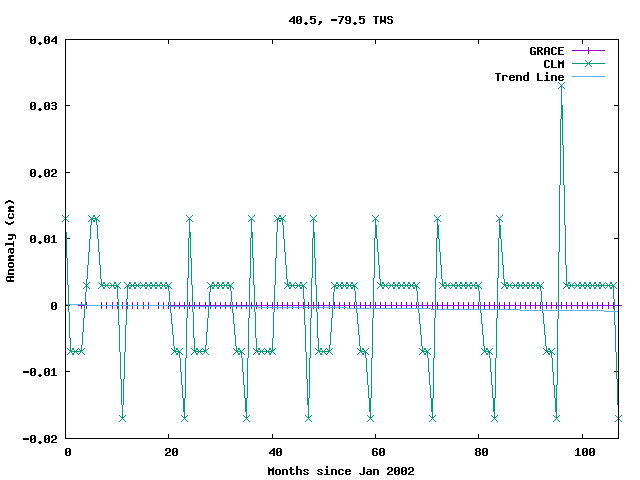 40.5, -79.5 TWS
0.04
0.03
0.02
0.01
0
-0.01
-0.02
Anomaly (cm)
GRACE
CLM
Trend Line
0 20 40 60 80 100
Months since Jan 2002